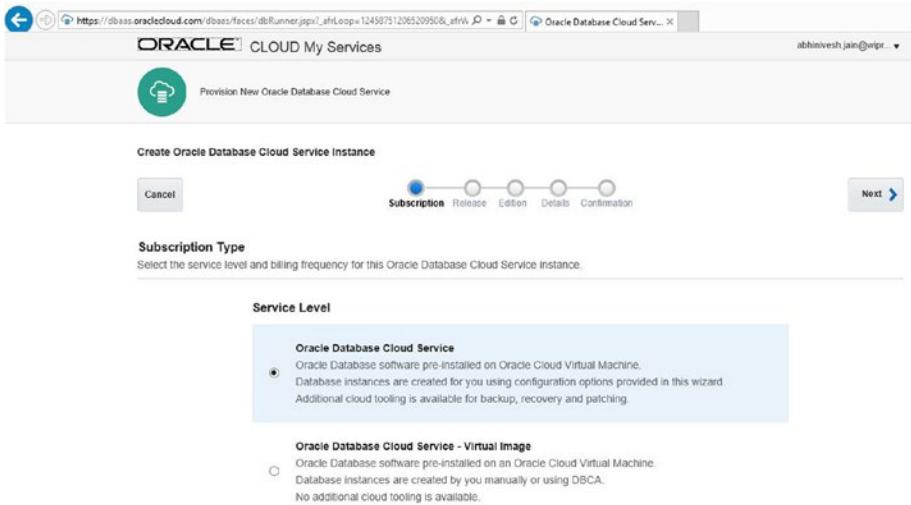 https://dbaas.oraclecloud.com/dbaas/faces/dbRunner.jspx?_afrLoop=12458751206520950&_afrW
Oracle Database Cloud Serv... ×
ORACLE CLOUD My Services
abhinivesh.jain@wipr...
Provision New Oracle Database Cloud Service
Create Oracle Database Cloud Service Instance
Cancel
Subscription Release Edition Details Confirmation
Next
Subscription Type
Select the service level and billing frequency for this Oracle Database Cloud Service instance.
Service Level
Oracle Database Cloud Service
Oracle Database software pre-installed on Oracle Cloud Virtual Machine.
Database instances are created for you using configuration options provided in this wizard
Additional cloud tooling is available for backup, recovery and patching.
Oracle Database Cloud Service - Virtual Image
Oracle Database software pre-installed on an Oracle Cloud Virtual Machine.
Database instances are created by you manually or using DBCA.
No additional cloud tooling is available.